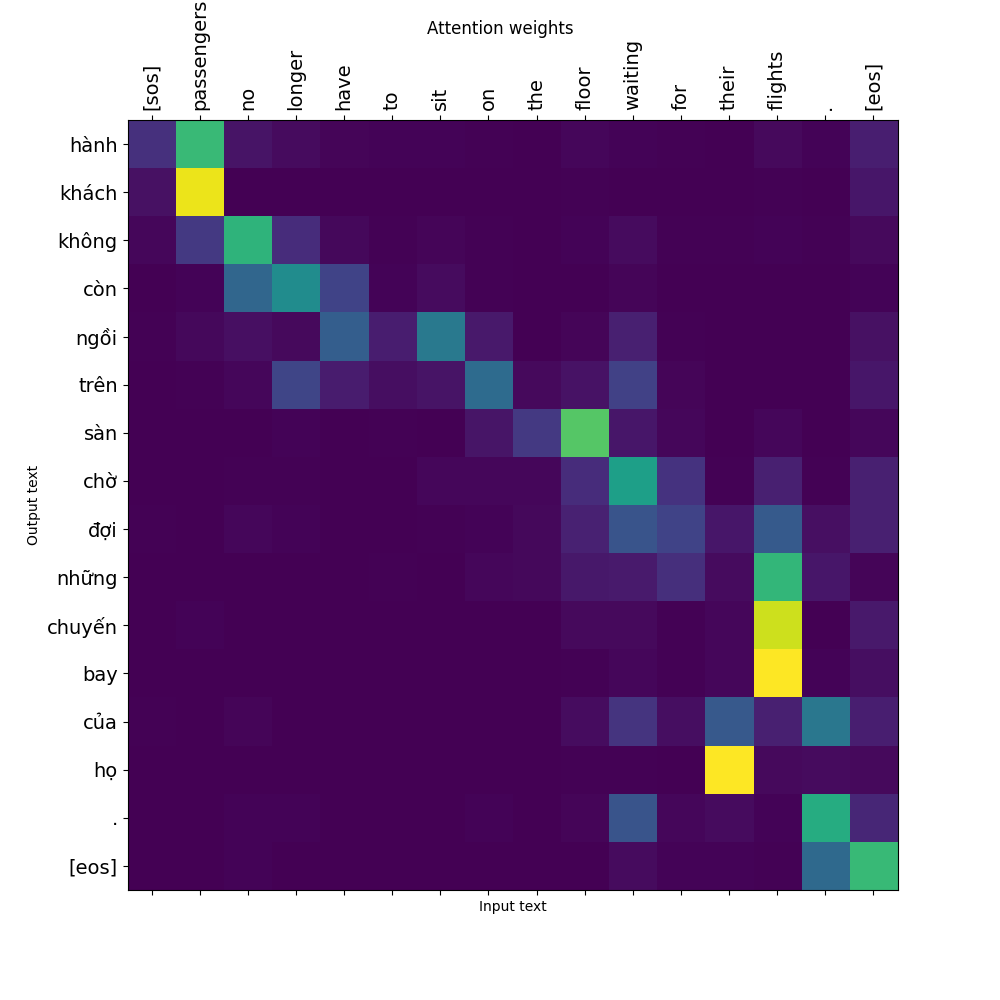 Attention weights
[sos] passengers no longer have to sit on the floor waiting for their flights . [eos]
hành
khách
không
còn
ngồi
trên
sàn
chờ
đợi
những
chuyến
bay
của
họ
.
[eos]
Output text
Input text